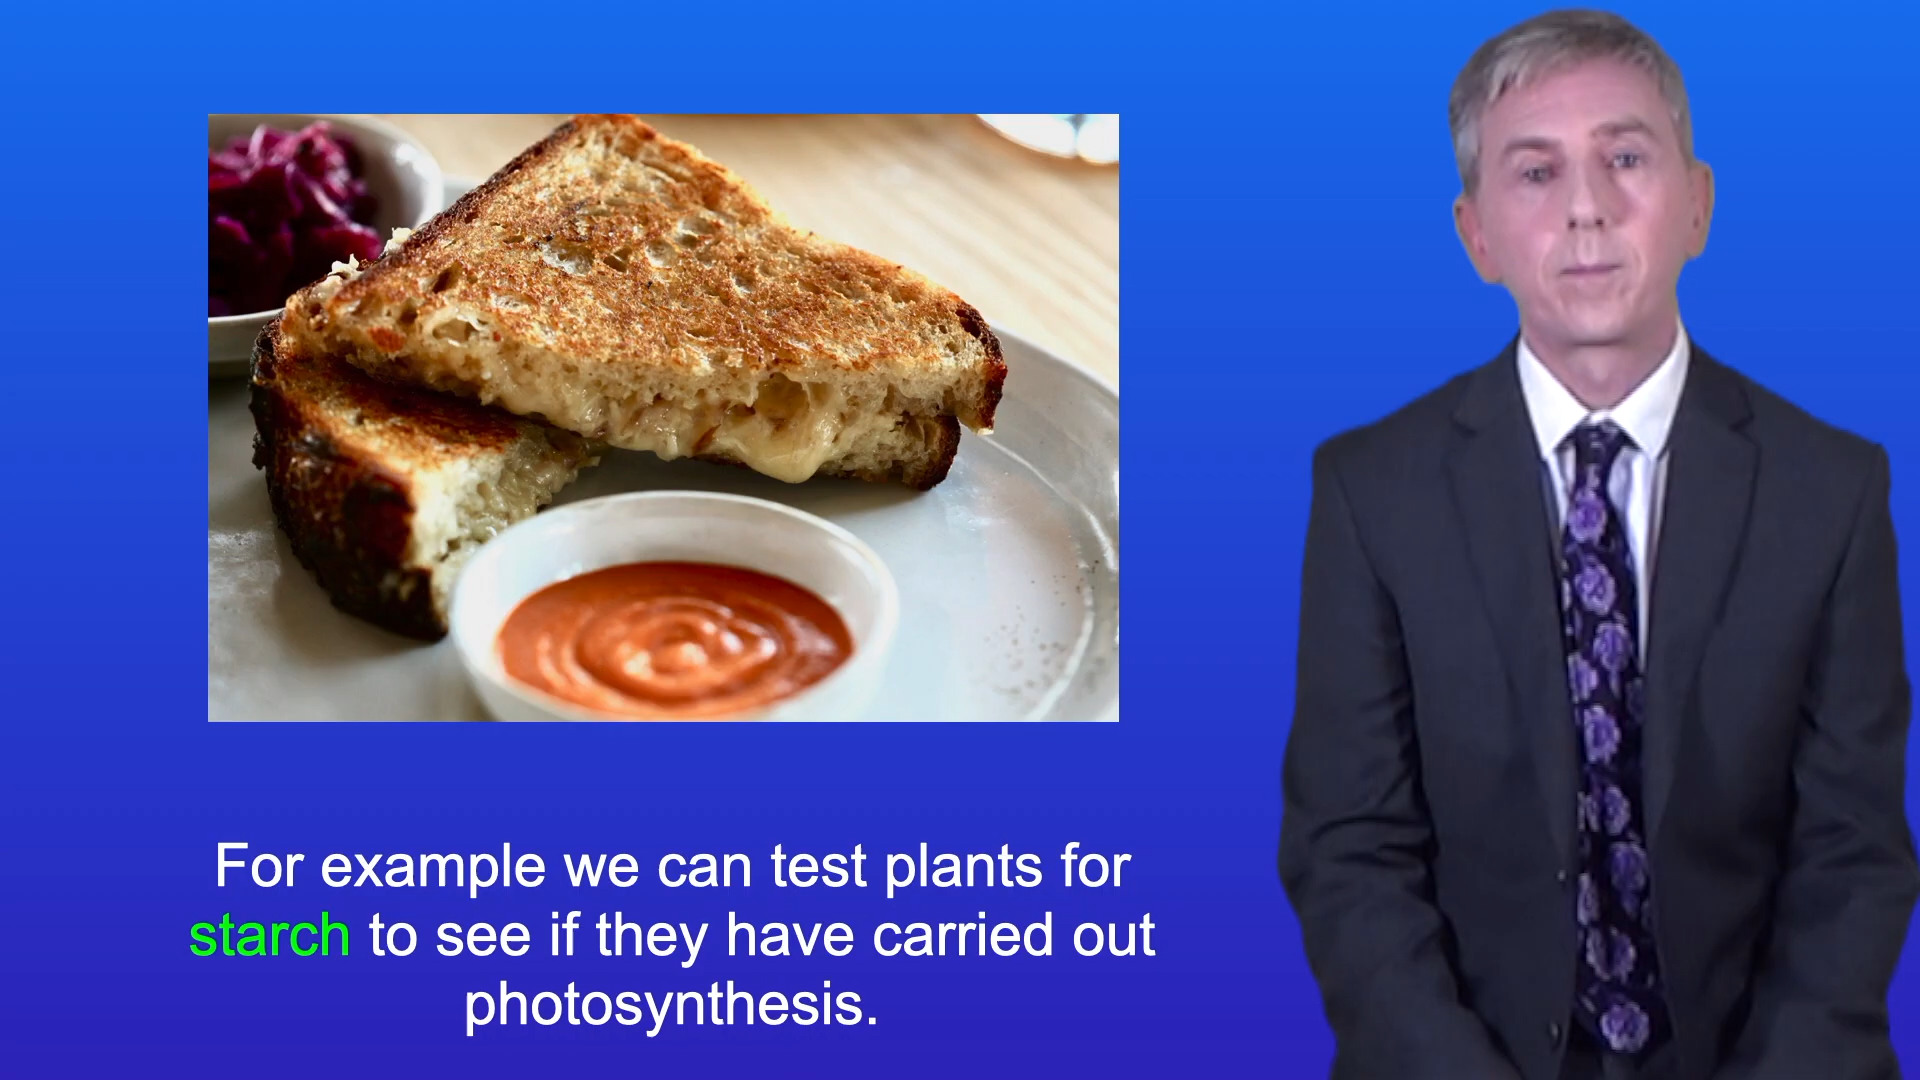 For example we can test plants for
starch to see if they have carried out
photosynthesis.